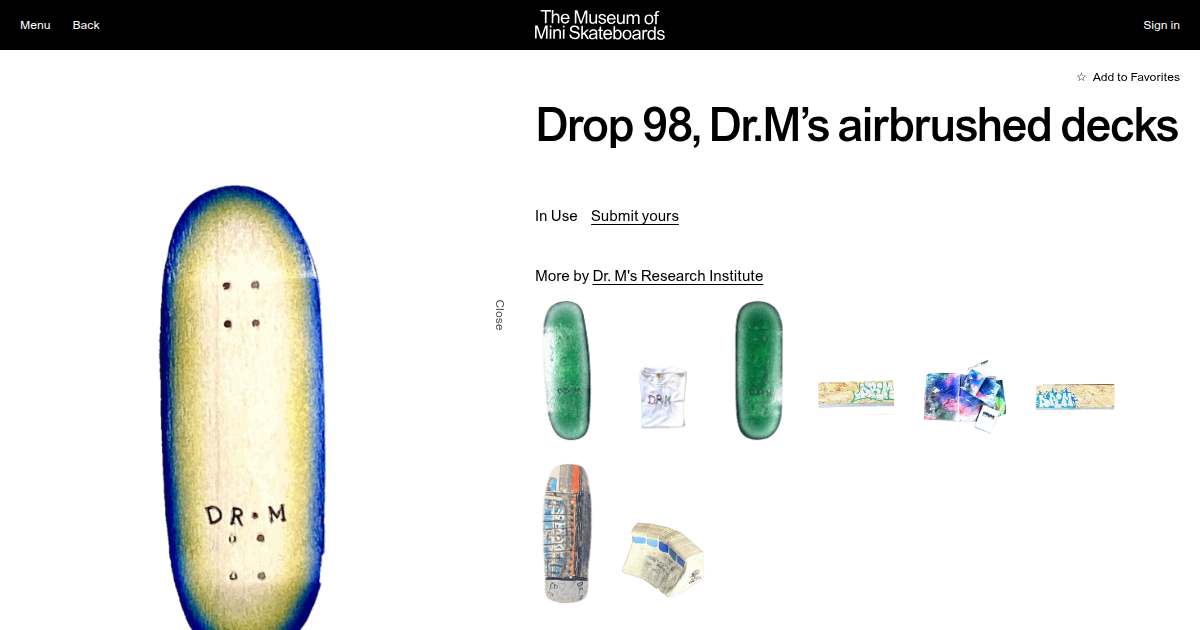 Menu
Back
The Museum of
Mini Skateboards
Sign in
☆ Add to Favorites
Drop 98, Dr.M’s airbrushed decks
In Use Submit yours
More by Dr. M's Research Institute
Close
DR•M
DR.M